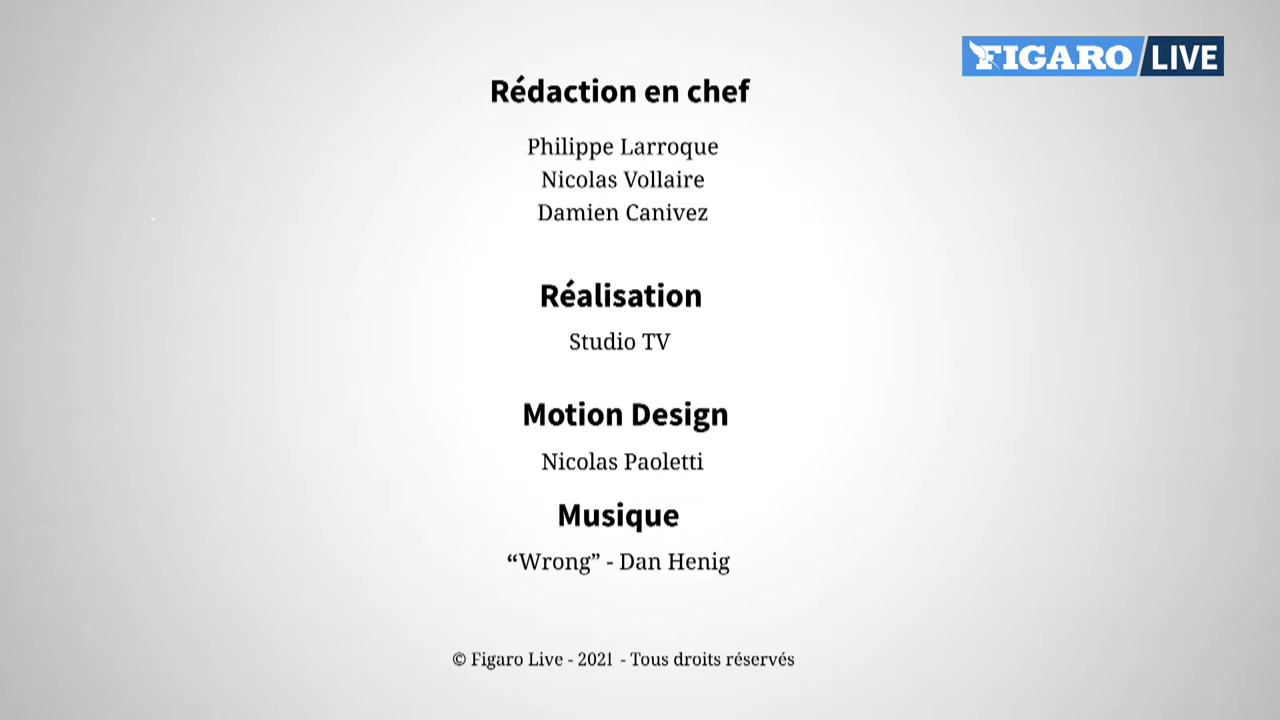 FIGARO LIVE
Rédaction en chef
Philippe Larroque
Nicolas Vollaire
Damien Canivez
Réalisation
Studio TV
Motion Design
Nicolas Paoletti
Musique
“Wrong” - Dan Henig
© Figaro Live - 2021 - Tous droits réservés